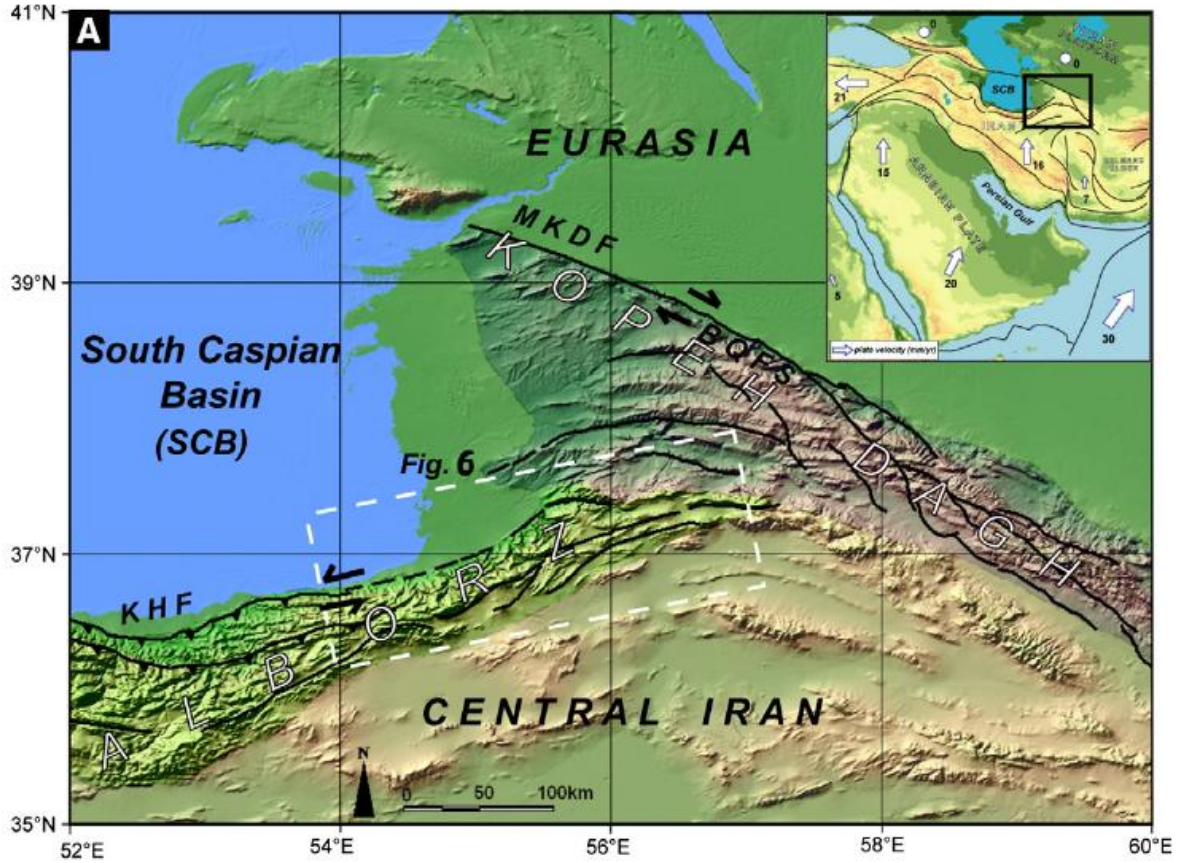 A
41°N
39°N
37°N
35°N
52°E
54°E
56°E
58°E
60°E
EURASIA
MKDF
KOPEH DAGH
BQFS
South Caspian
Basin
(SCB)
Fig. 6
KHF
ALBORZ
CENTRAL IRAN
N
0 50 100km
0
0
21
SCB
IRAN
15
16
7
ARABIAN PLATE
Persian Gulf
20
5
30
plate velocity (mm/yr)